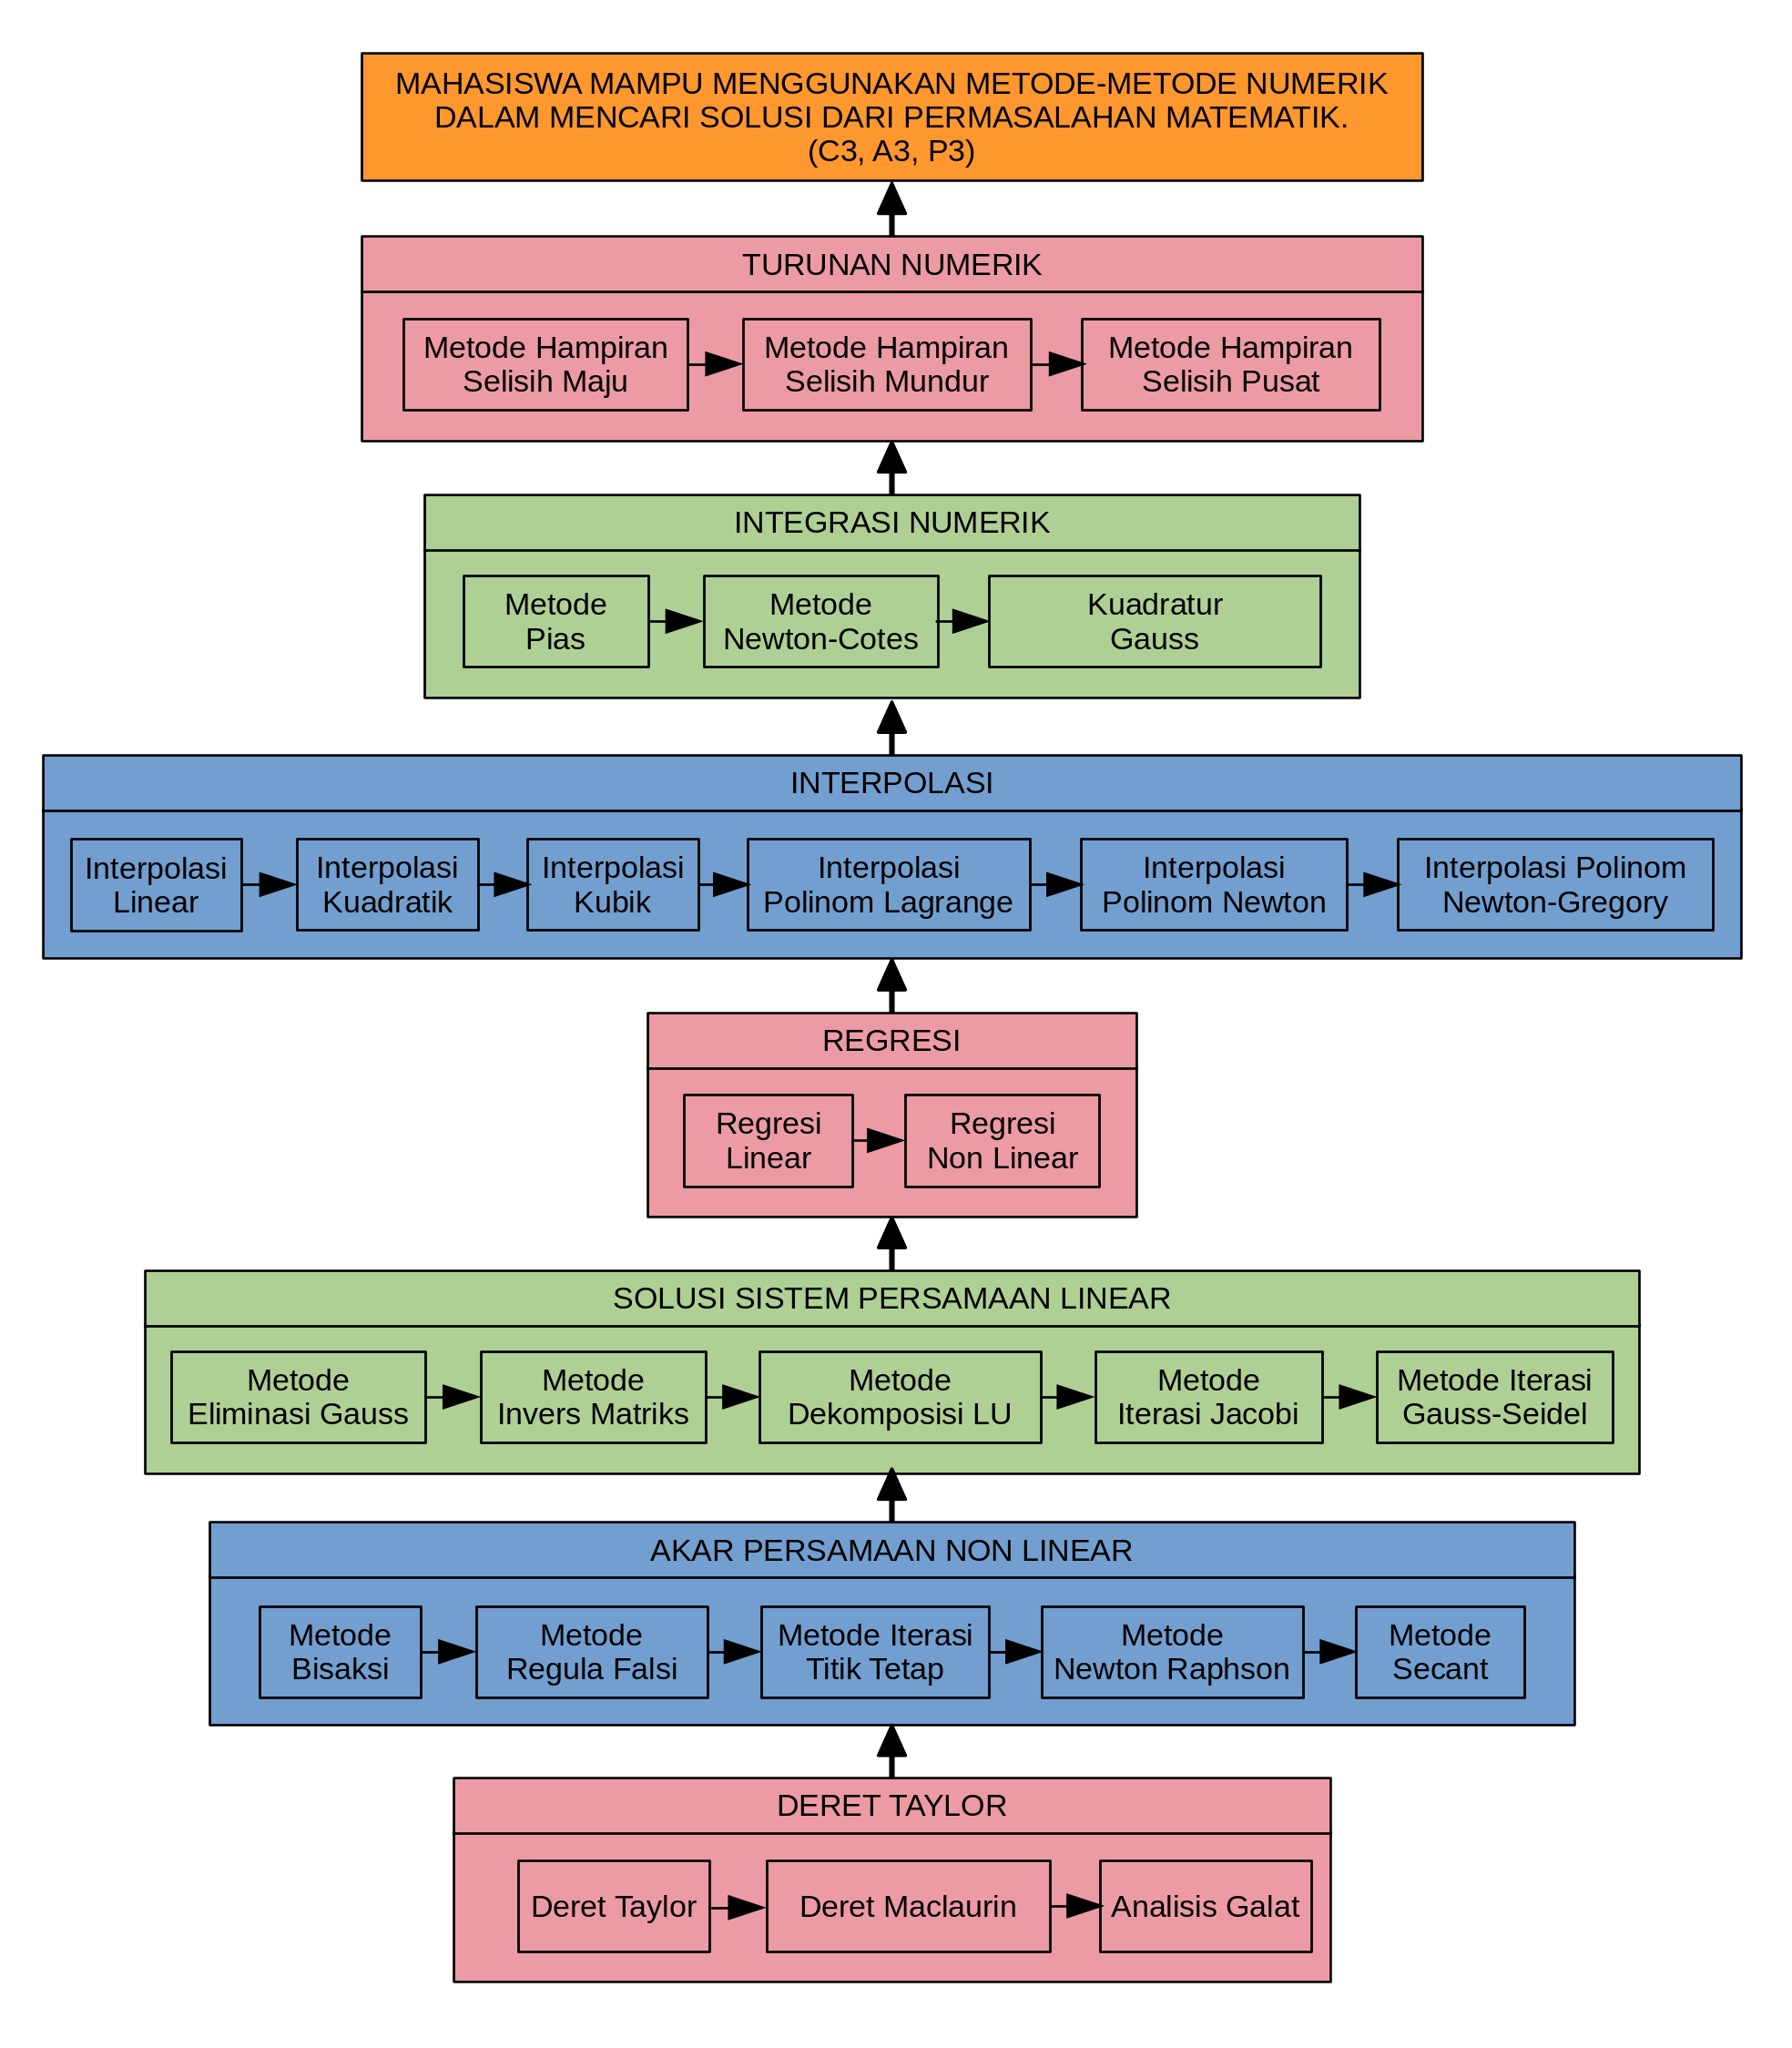 MAHASISWA MAMPU MENGGUNAKAN METODE-METODE NUMERIK
DALAM MENCARI SOLUSI DARI PERMASALAHAN MATEMATIK.
(C3, A3, P3)
TURUNAN NUMERIK
Metode Hampiran
Selisih Maju
Metode Hampiran
Selisih Mundur
Metode Hampiran
Selisih Pusat
INTEGRASI NUMERIK
Metode
Pias
Metode
Newton-Cotes
Kuadratur
Gauss
INTERPOLASI
Interpolasi
Linear
Interpolasi
Kuadratik
Interpolasi
Kubik
Interpolasi
Polinom Lagrange
Interpolasi
Polinom Newton
Interpolasi Polinom
Newton-Gregory
REGRESI
Regresi
Linear
Regresi
Non Linear
SOLUSI SISTEM PERSAMAAN LINEAR
Metode
Eliminasi Gauss
Metode
Invers Matriks
Metode
Dekomposisi LU
Metode
Iterasi Jacobi
Metode Iterasi
Gauss-Seidel
AKAR PERSAMAAN NON LINEAR
Metode
Bisaksi
Metode
Regula Falsi
Metode Iterasi
Titik Tetap
Metode
Newton Raphson
Metode
Secant
DERET TAYLOR
Deret Taylor
Deret Maclaurin
Analisis Galat